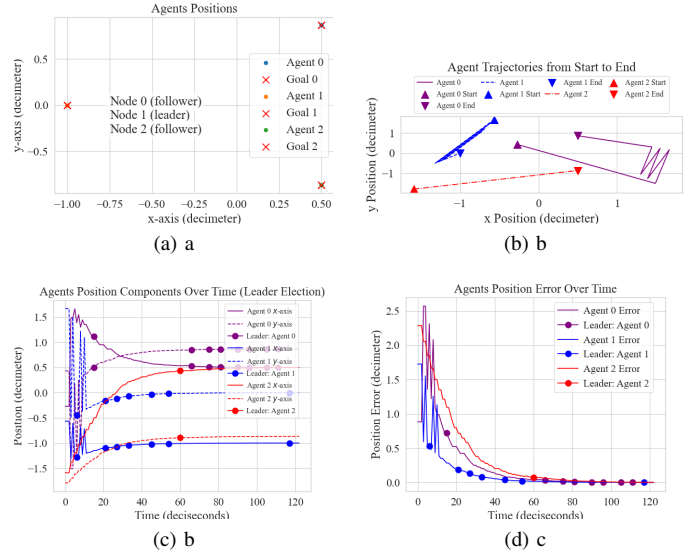 Agents Positions
y-axis (decimeter)
0.5
0.0
−0.5
Node 0 (follower)
Node 1 (leader)
Node 2 (follower)
Agent 0
Goal 0
Agent 1
Goal 1
Agent 2
Goal 2
−1.00 −0.75 −0.50 −0.25 0.00 0.25 0.50
x-axis (decimeter)
(a) a
Agent Trajectories from Start to End
Agent 0 Agent 1 Agent 1 End Agent 2 Start
Agent 0 Start Agent 1 Start Agent 2 Agent 2 End
Agent 0 End
y Position (decimeter)
1
0
−1
−1 0 1
x Position (decimeter)
(b) b
Agents Position Components Over Time (Leader Election)
Position (decimeter)
1.5
1.0
0.5
0.0
−0.5
−1.0
−1.5
Agent 0 x-axis
Agent 0 y-axis
Leader: Agent 0
Agent 1 x-axis
Agent 1 y-axis
Leader: Agent 1
Agent 2 x-axis
Agent 2 y-axis
Leader: Agent 2
0 20 40 60 80 100 120
Time (deciseconds)
(c) b
Agents Position Error Over Time
Position Error (decimeter)
2.5
2.0
1.5
1.0
0.5
0.0
Agent 0 Error
Leader: Agent 0
Agent 1 Error
Leader: Agent 1
Agent 2 Error
Leader: Agent 2
0 20 40 60 80 100 120
Time (deciseconds)
(d) c